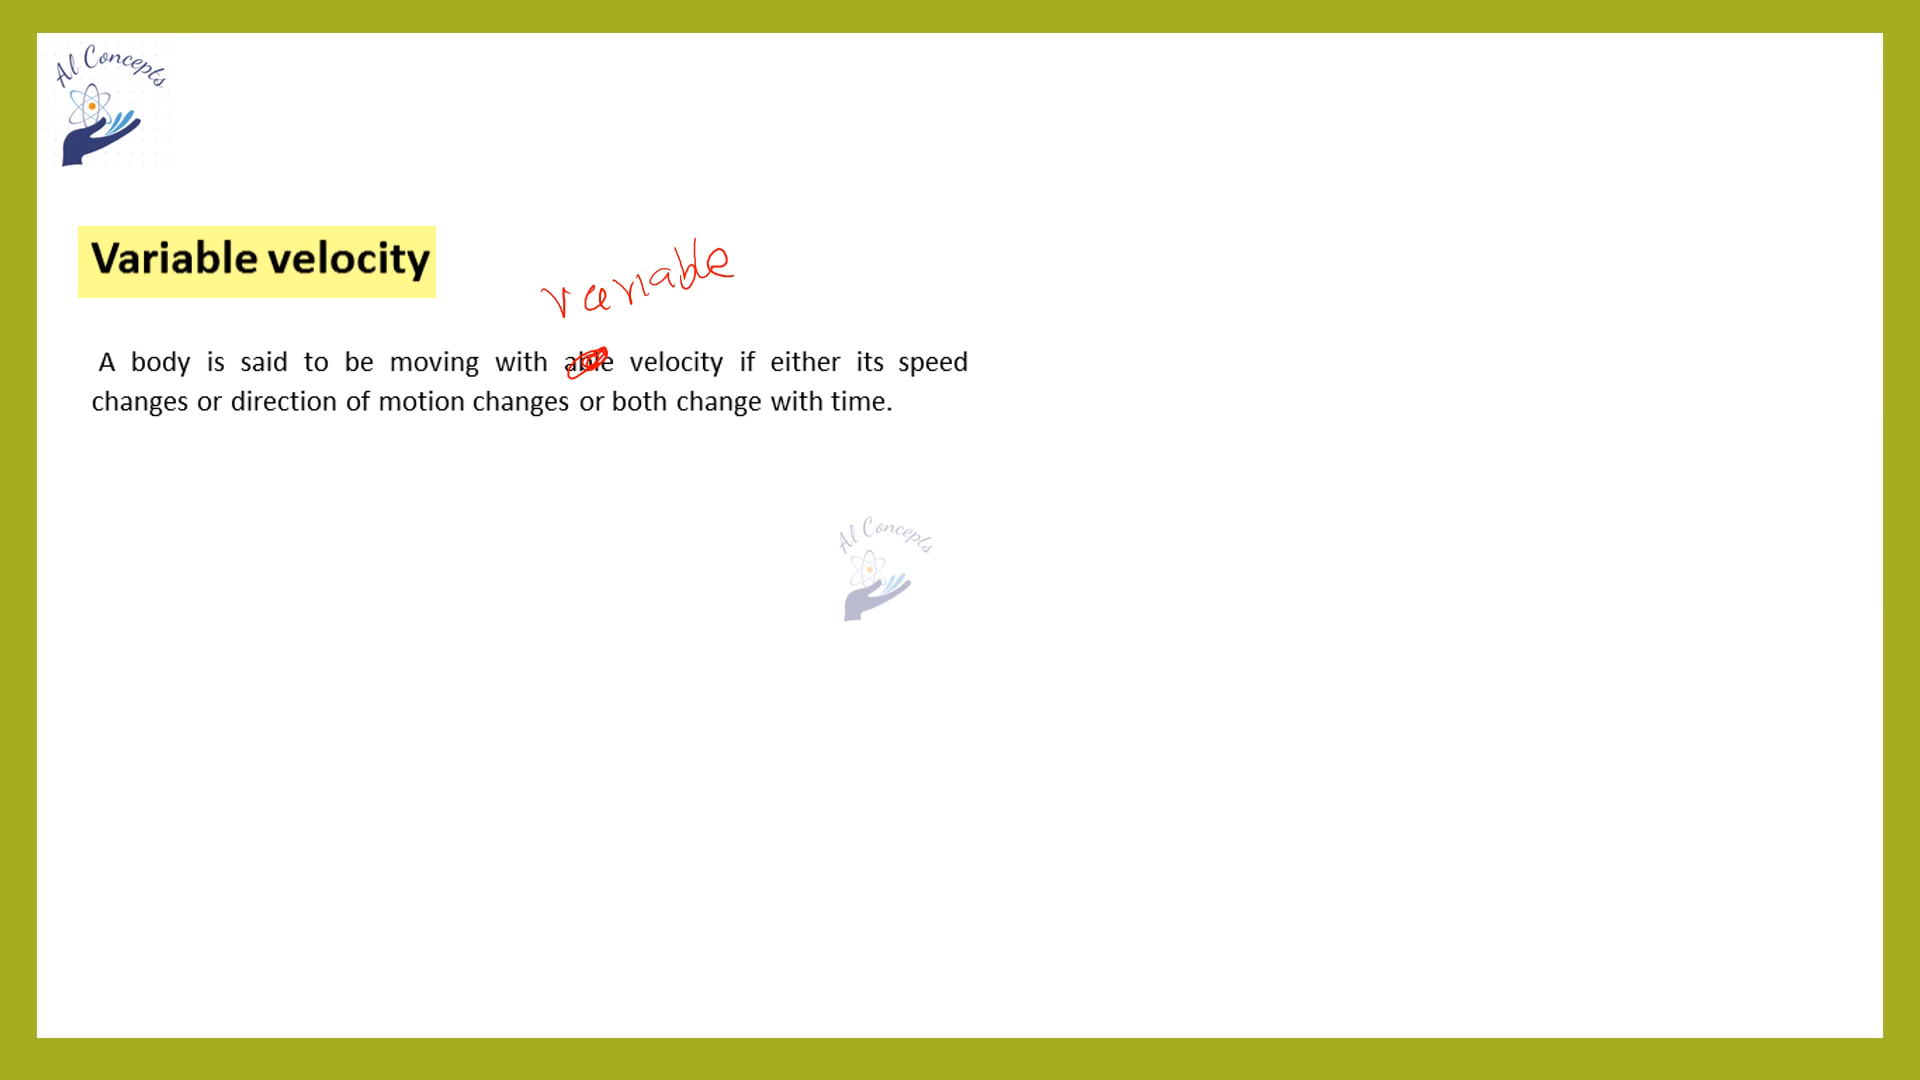 Al Concepts
Variable velocity
variable
A body is said to be moving with able velocity if either its speed
changes or direction of motion changes or both change with time.
Al Concepts